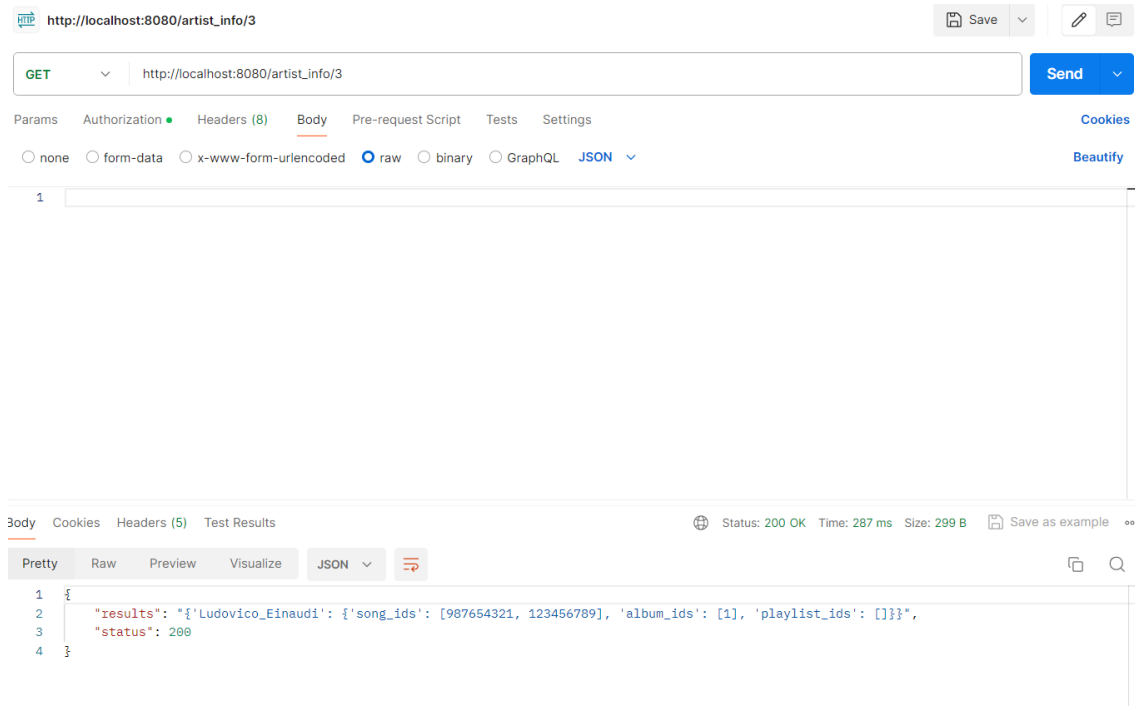 HTTP http://localhost:8080/artist_info/3 Save
GET http://localhost:8080/artist_info/3 Send
Params Authorization Headers (8) Body Pre-request Script Tests Settings Cookies
none form-data x-www-form-urlencoded raw binary GraphQL JSON Beautify
1
Body Cookies Headers (5) Test Results Status: 200 OK Time: 287 ms Size: 299 B Save as example
Pretty Raw Preview Visualize JSON
1 {
2 "results": "{'Ludovico_Einaudi': {'song_ids': [987654321, 123456789], 'album_ids': [1], 'playlist_ids': []}}",
3 "status": 200
4 }